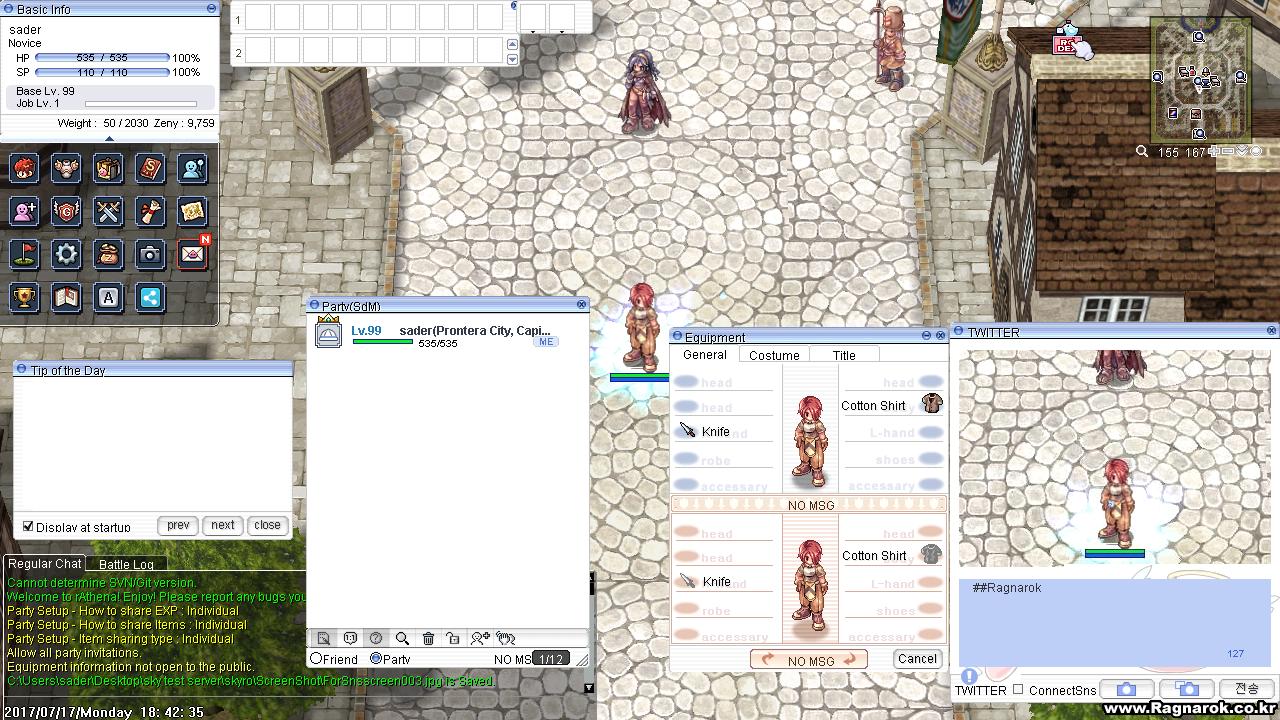 Basic Info
sader
Novice
HP 535 / 535 100%
SP 110 / 110 100%
Base Lv. 99
Job Lv. 1
Weight : 50 / 2030 Zeny : 9,759
1
2
155 167
N
A
Party(SdM)
Lv.99 sader(Prontera City, Capi...
535/535
ME
Friend
Party
NO MS
1/12
Tip of the Day
Display at startup
prev
next
close
Equipment
General
Costume
Title
head
head
head
Cotton Shirt
Knife
L-hand
robe
shoes
accessary
accessary
NO MSG
head
head
head
Cotton Shirt
Knife
L-hand
robe
shoes
accessary
accessary
NO MSG
Cancel
TWITTER
##Ragnarok
127
TWITTER
ConnectSns
전송
Regular Chat
Battle Log
Cannot determine SVN/Git version.
Welcome to rAthena! Enjoy! Please report any bugs you
Party Setup - How to share EXP : Individual
Party Setup - How to share Items : Individual
Party Setup - Item sharing type : Individual
Allow all party invitations.
Equipment information not open to the public.
C:\Users\sader\Desktop\sky test server\skyro\ScreenShot\ForSnsscreen003.jpg is Saved.
2017/07/17/Monday 18:42:35
www.Ragnarok.co.kr